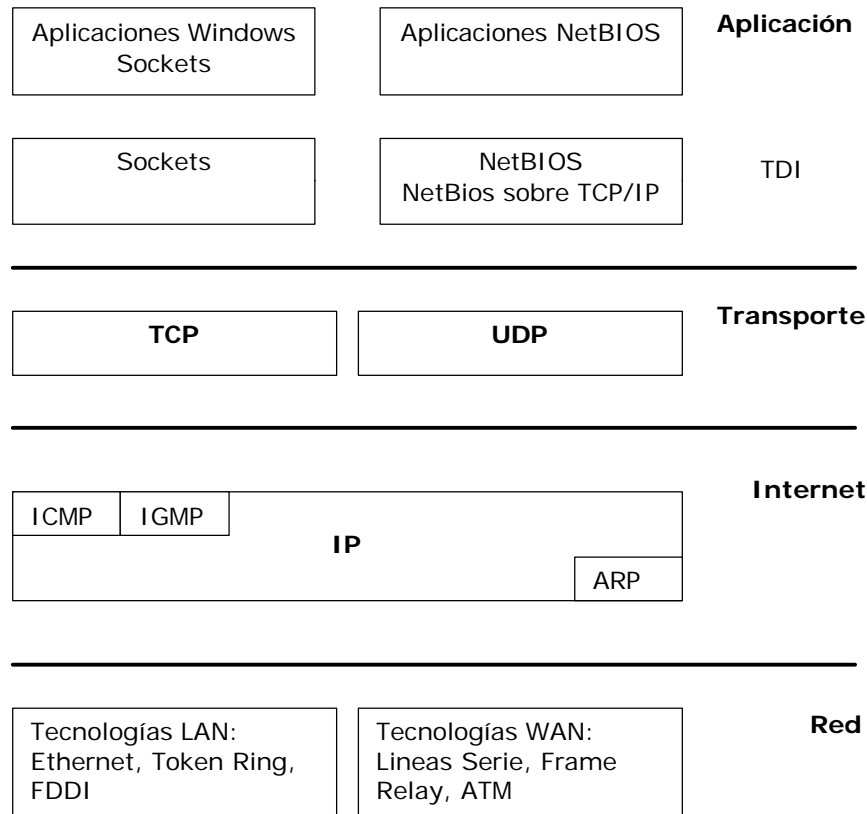 Aplicaciones Windows
Sockets
Aplicaciones NetBIOS
Aplicación
Sockets
NetBIOS
NetBios sobre TCP/IP
TDI
TCP
UDP
Transporte
Internet
ICMP
IGMP
IP
ARP
Tecnologías LAN:
Ethernet, Token Ring,
FDDI
Tecnologías WAN:
Lineas Serie, Frame
Relay, ATM
Red